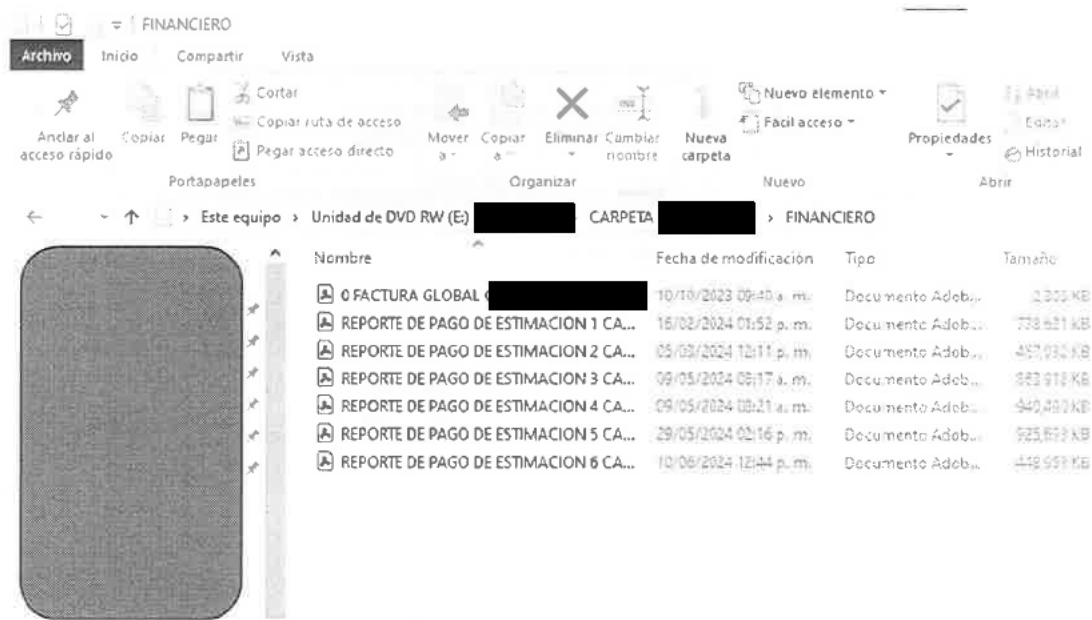 FINANCIERO
Archivo Inicio Compartir Vista
Anclar al acceso rápido
Copiar
Pegar
Cortar
Copiar ruta de acceso
Pegar acceso directo
Portapapeles
Mover a
Copiar a
Eliminar
Cambiar nombre
Organizar
Nueva carpeta
Nuevo elemento
Fácil acceso
Nuevo
Propiedades
Abrir
Editar
Historial
Abrir
Este equipo > Unidad de DVD RW (E:) CARPETA > FINANCIERO
Nombre Fecha de modificación Tipo Tamaño
0 FACTURA GLOBAL 10/10/2023 09:40 a. m. Documento Adob...
REPORTE DE PAGO DE ESTIMACION 1 CA... 16/02/2024 01:52 p. m. Documento Adob...
REPORTE DE PAGO DE ESTIMACION 2 CA... 05/03/2024 12:11 p. m. Documento Adob...
REPORTE DE PAGO DE ESTIMACION 3 CA... 09/05/2024 a. m. Documento Adob...
REPORTE DE PAGO DE ESTIMACION 4 CA... 09/05/2024 a. m. Documento Adob...
REPORTE DE PAGO DE ESTIMACION 5 CA... 29/05/2024 02:16 p. m. Documento Adob...
REPORTE DE PAGO DE ESTIMACION 6 CA... 10/06/2024 12:44 p. m. Documento Adob...